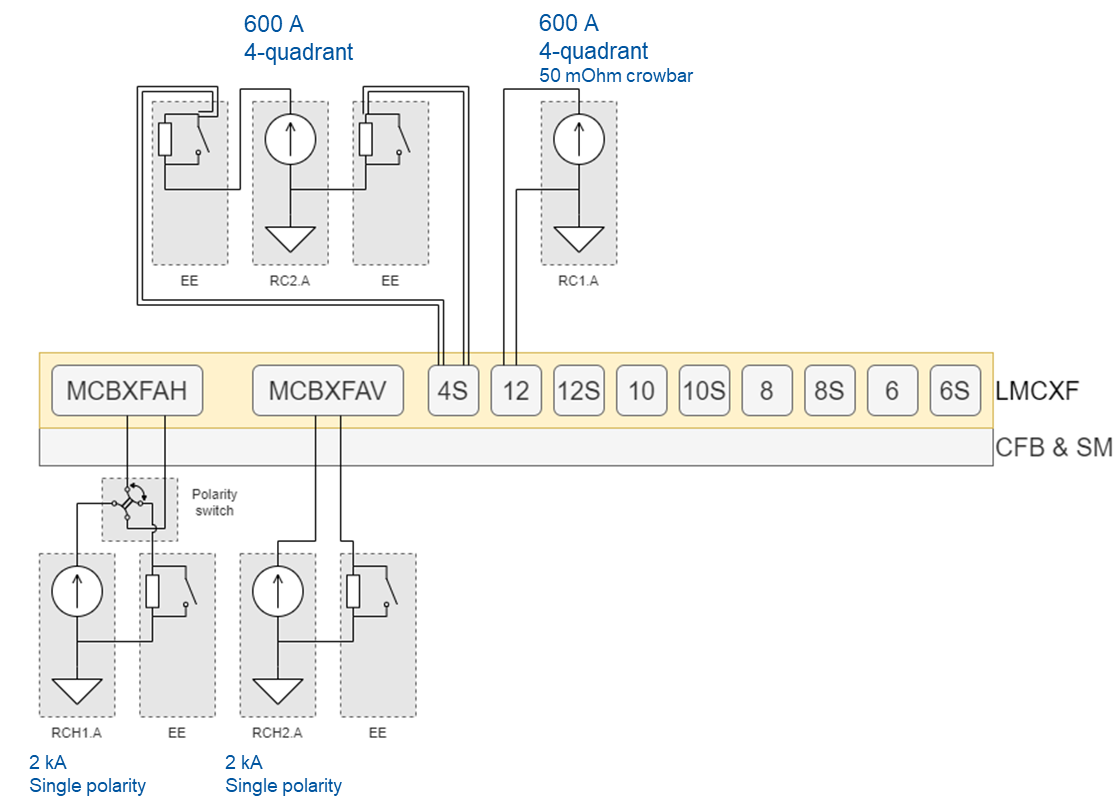 600 A
4-quadrant
600 A
4-quadrant
50 mOhm crowbar
EE
RC2.A
EE
RC1.A
MCBXFAH
MCBXFAV
4S
12
12S
10
10S
8
8S
6
6S
LMCXF
CFB & SM
Polarity
switch
RCH1.A
EE
RCH2.A
EE
2 kA
Single polarity
2 kA
Single polarity